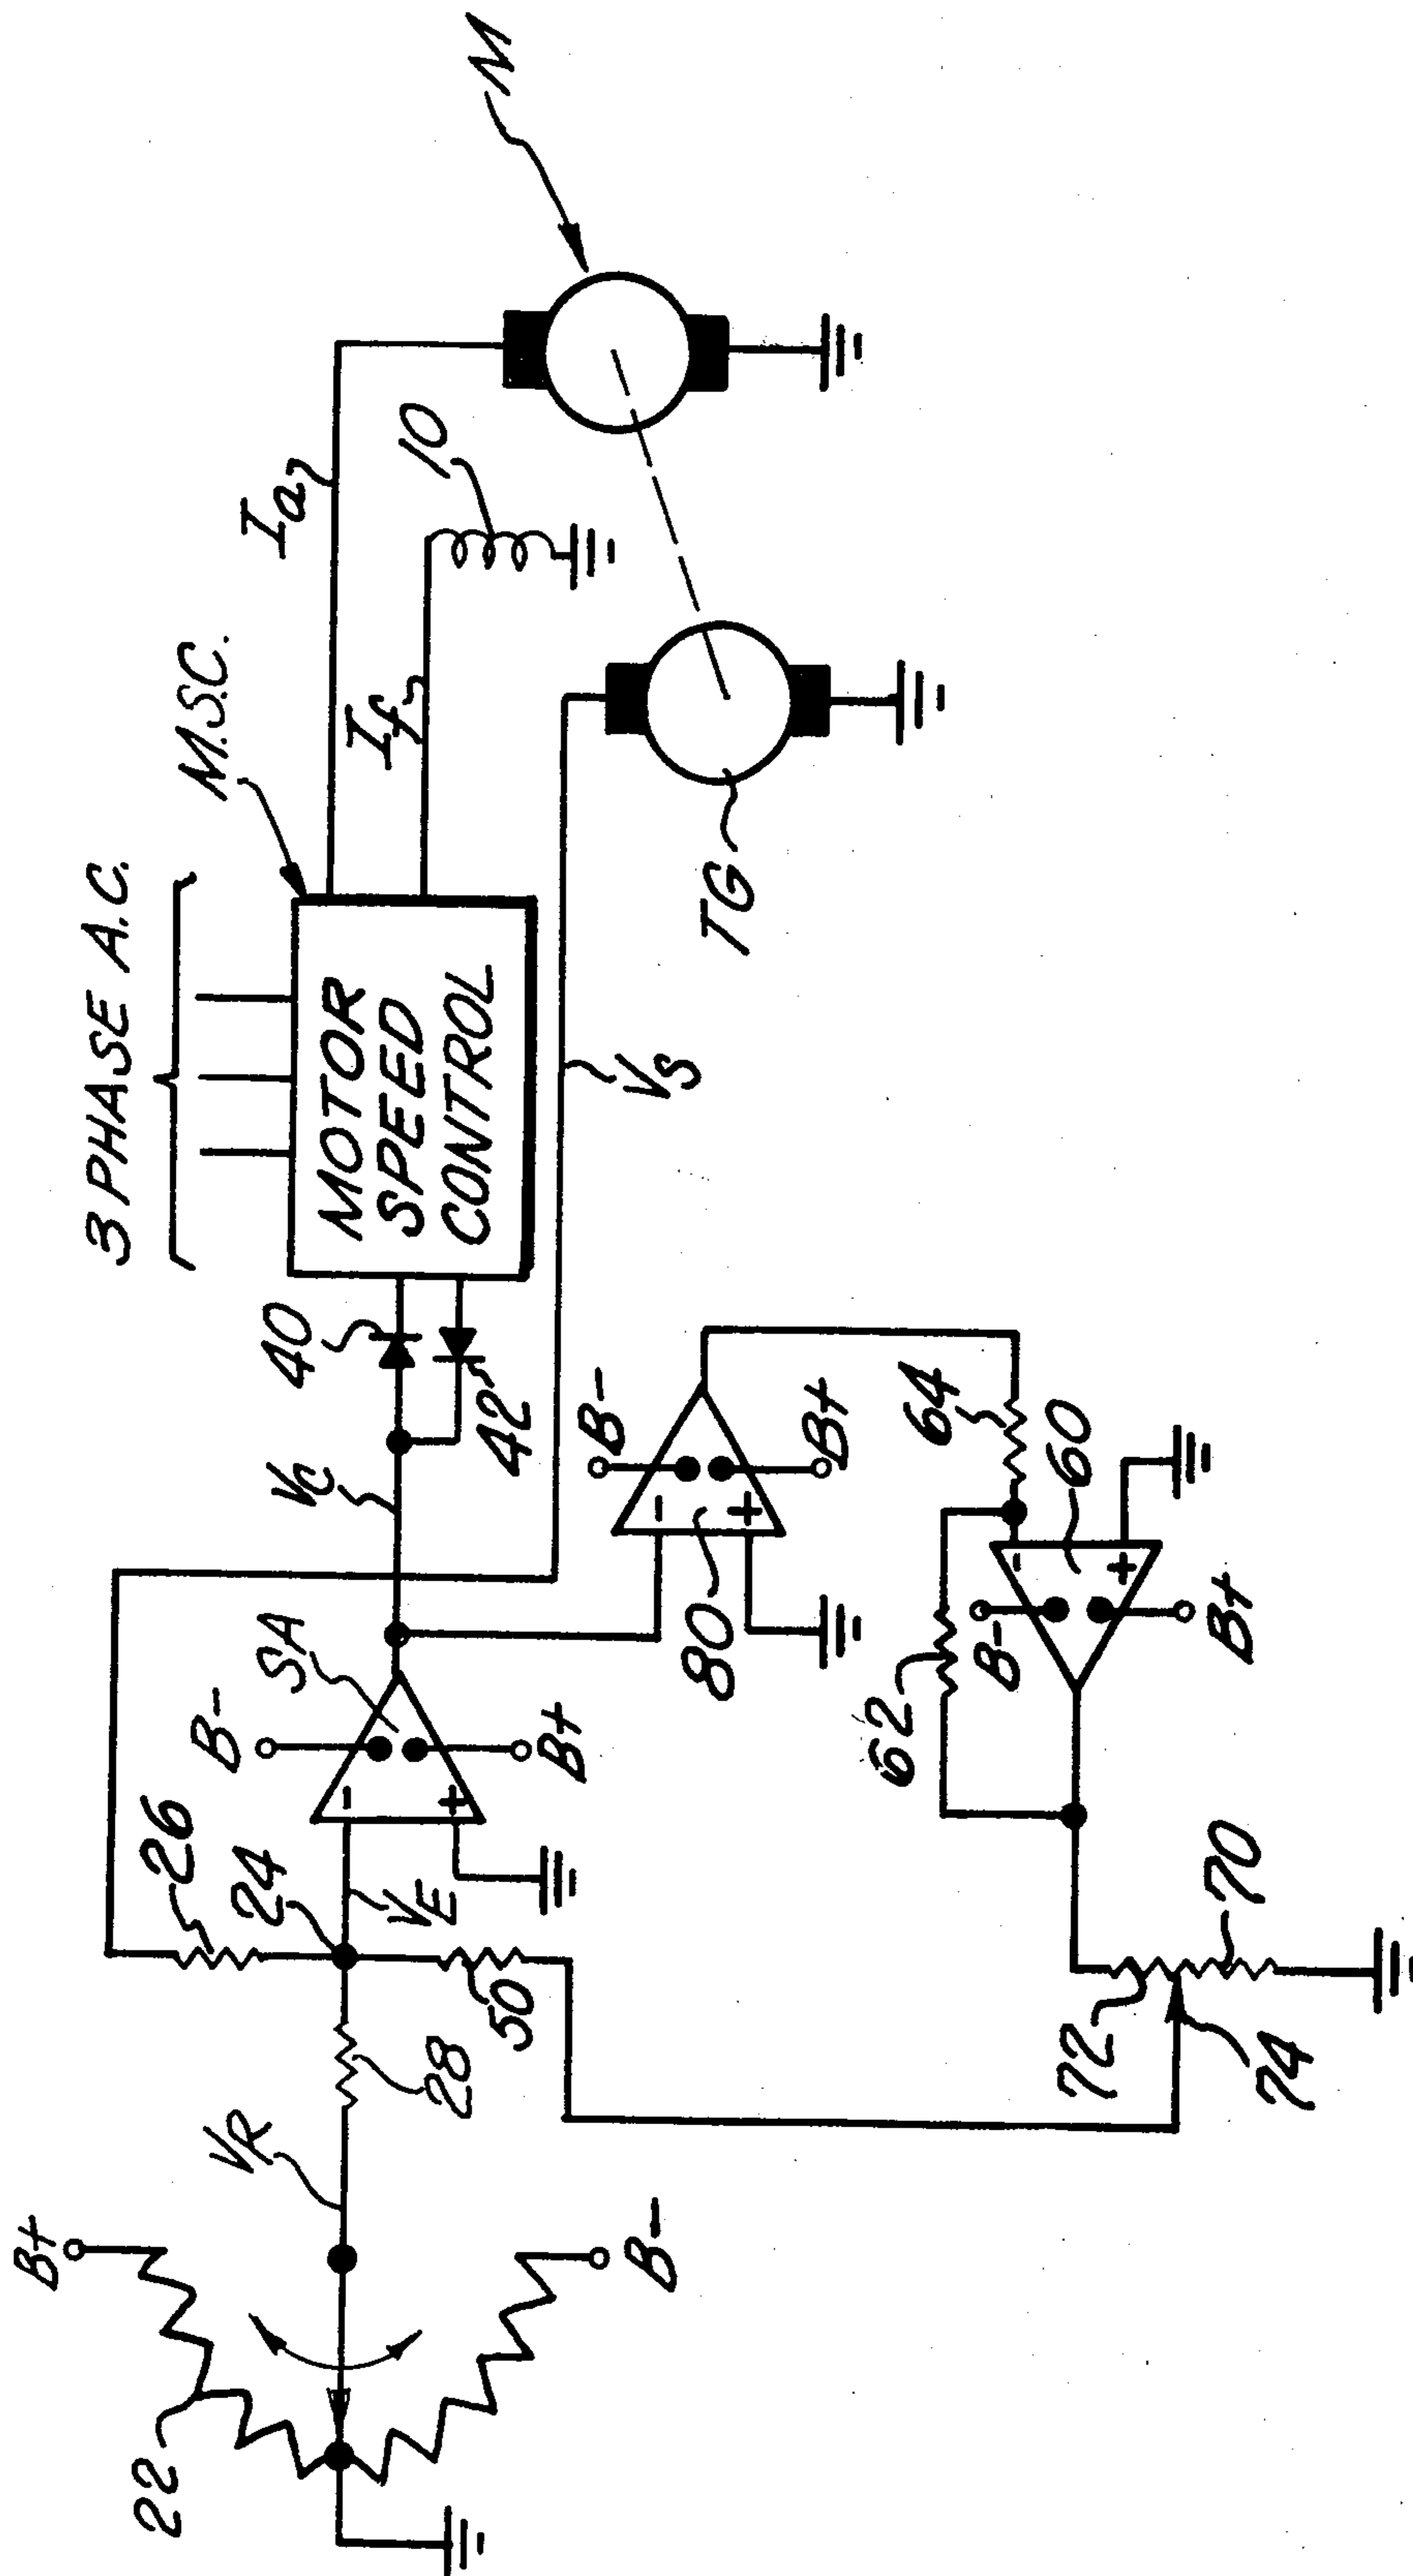 3 PHASE A.C.
M.S.C.
MOTOR
SPEED
CONTROL
Ia
If
10
M
TG
VS
40
42
VC
SA
B-
B+
26
24
VE
28
50
VR
B+
22
B-
B-
B+
80
64
62
60
B-
B+
70
72
74